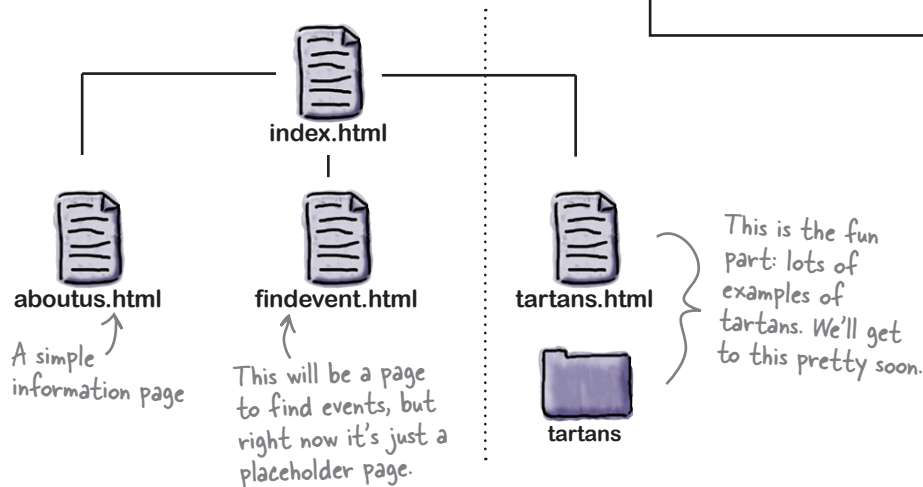 index.html
aboutus.html
findevent.html
tartans.html
A simple
information page
This will be a page
to find events, but
right now it's just a
placeholder page.
This is the fun
part: lots of
examples of
tartans. We'll get
to this pretty soon.
tartans